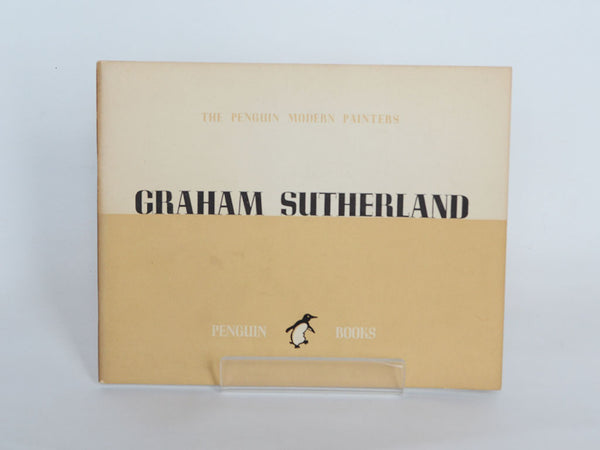 THE PENGUIN MODERN PAINTERS
GRAHAM SUTHERLAND
PENGUIN BOOKS